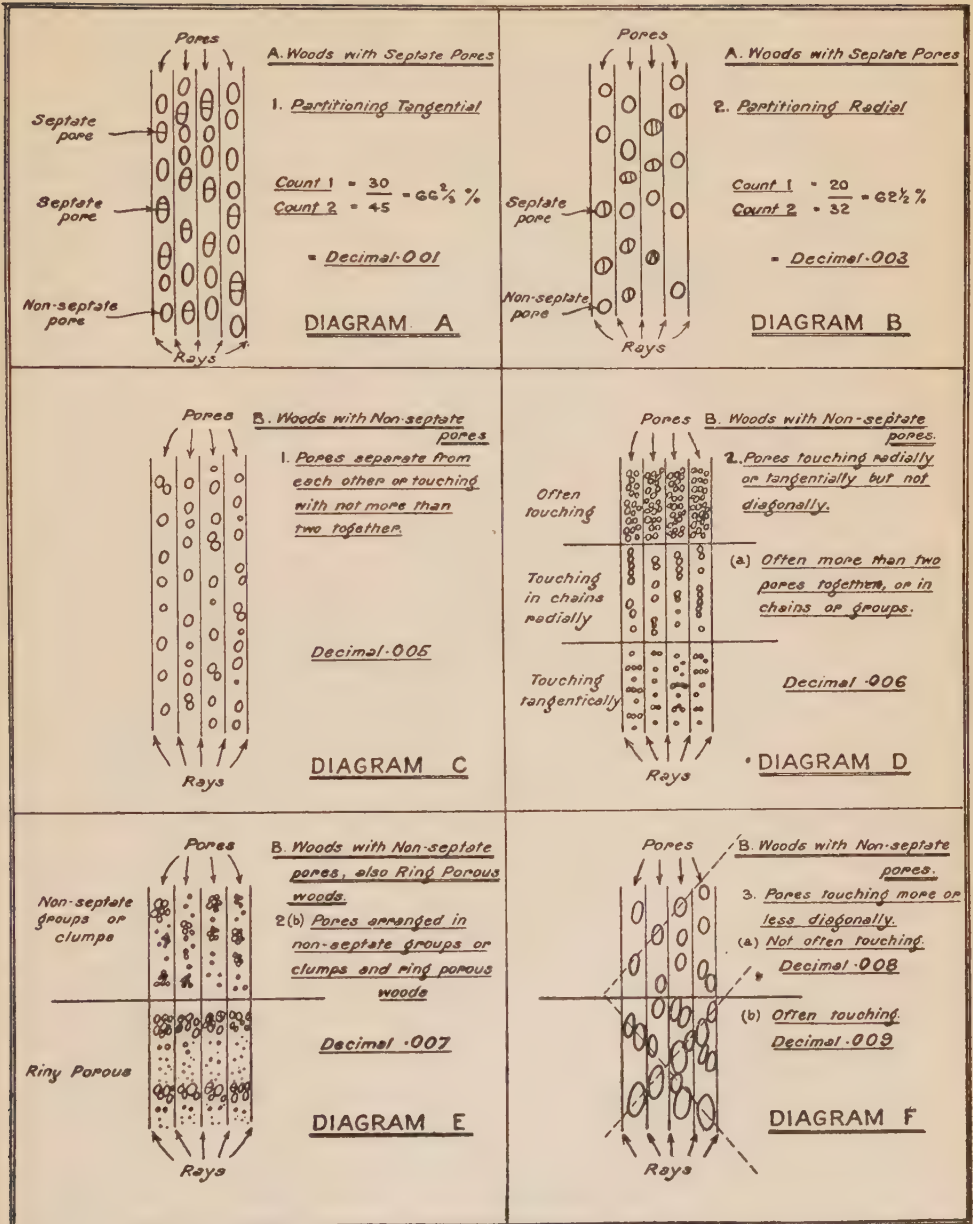 Pores
Septate
pore
Septate
pore
Non-septate
pore
Rays
A. Woods with Septate Pores
1. Partitioning Tangential
Count 1 = 30
Count 2 = 45
= 66⅔ %
= Decimal ·001
DIAGRAM A
Pores
Septate
pore
Non-septate
pore
Rays
A. Woods with Septate Pores
2. Partitioning Radial
Count 1 = 20
Count 2 = 32
= 62½ %
= Decimal ·003
DIAGRAM B
Pores
Rays
B. Woods with Non-septate
pores
1. Pores separate from
each other or touching
with not more than
two together.
Decimal ·005
DIAGRAM C
Pores
Often
touching
Touching
in chains
radially
Touching
tangentically
Rays
B. Woods with Non-septate
pores.
2. Pores touching radially
or tangentially but not
diagonally.
(a) Often more than two
pores together, or in
chains or groups.
Decimal ·006
DIAGRAM D
Pores
Non-septate
groups or
clumps
Ring Porous
Rays
B. Woods with Non-septate
pores, also Ring Porous
woods.
2(b) Pores arranged in
non-septate groups or
clumps and ring porous
woods
Decimal ·007
DIAGRAM E
Pores
Rays
B. Woods with Non-septate
pores.
3. Pores touching more or
less diagonally.
(a) Not often touching.
Decimal ·008
(b) Often touching.
Decimal ·009
DIAGRAM F